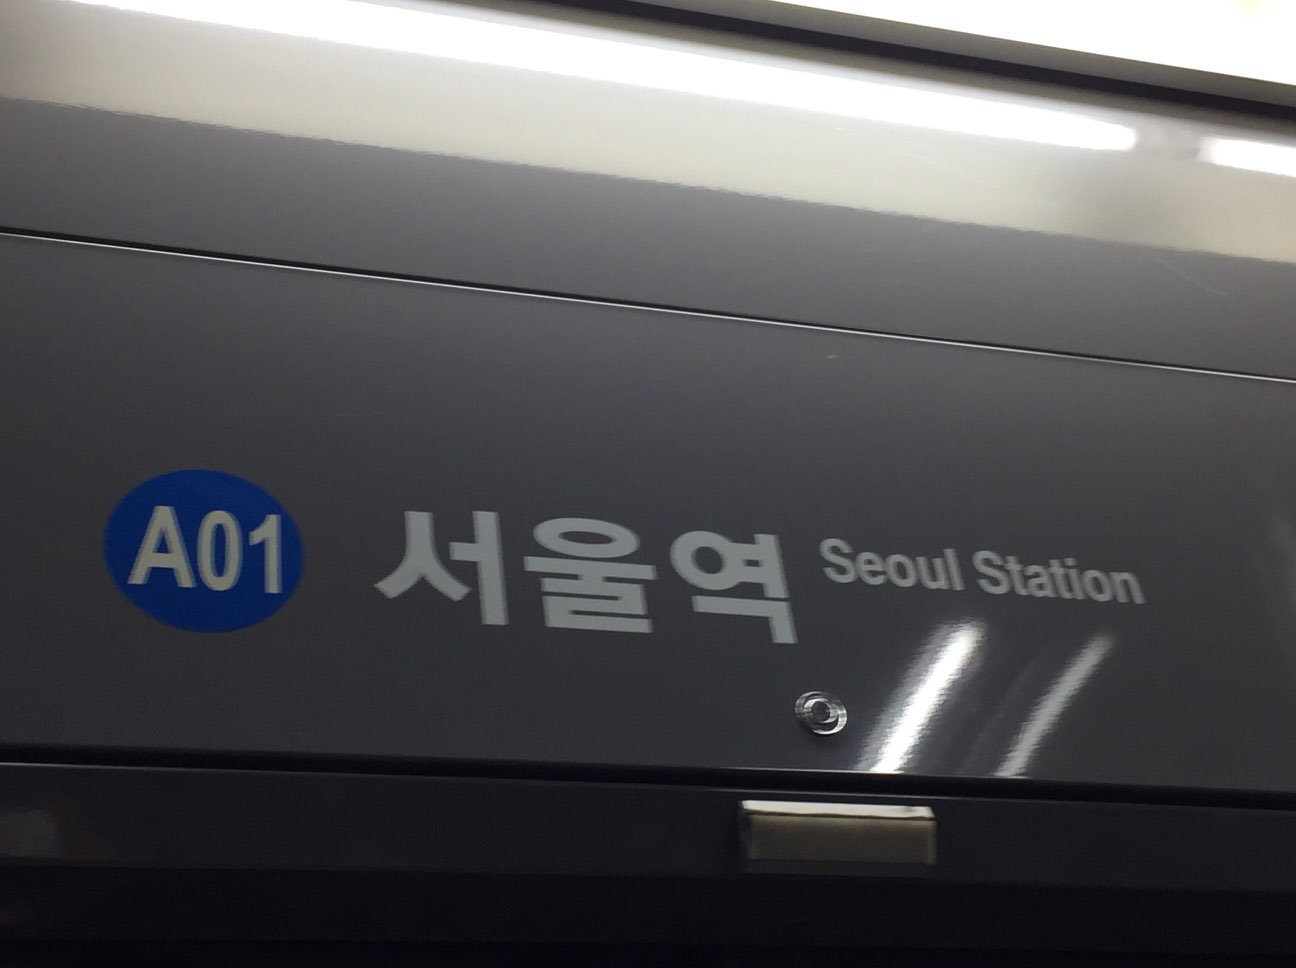 A01 서울역 Seoul Station